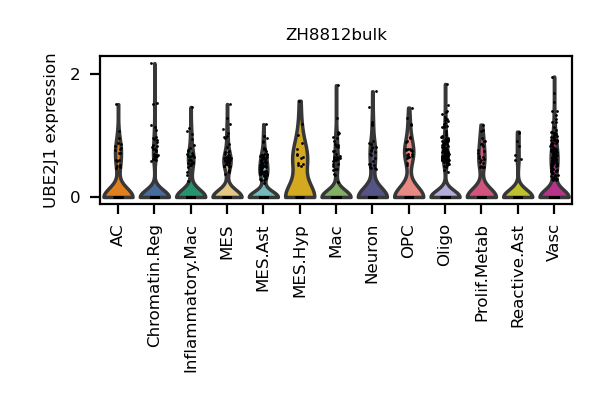 ZH8812bulk
UBE2J1 expression
2
0
AC
Chromatin.Reg
Inflammatory.Mac
MES
MES.Ast
MES.Hyp
Mac
Neuron
OPC
Oligo
Prolif.Metab
Reactive.Ast
Vasc